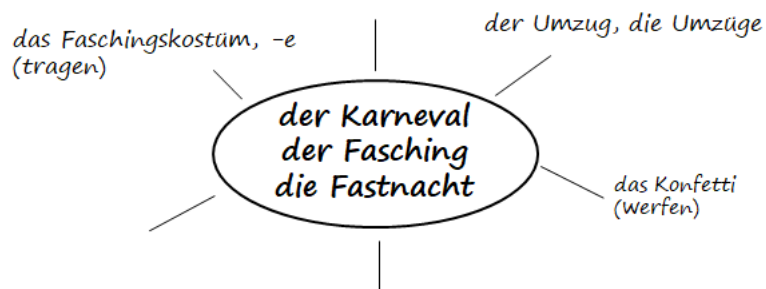 das Faschingskostüm, -e
(tragen)
der Umzug, die Umzüge
der Karneval
der Fasching
die Fastnacht
das Konfetti
(werfen)